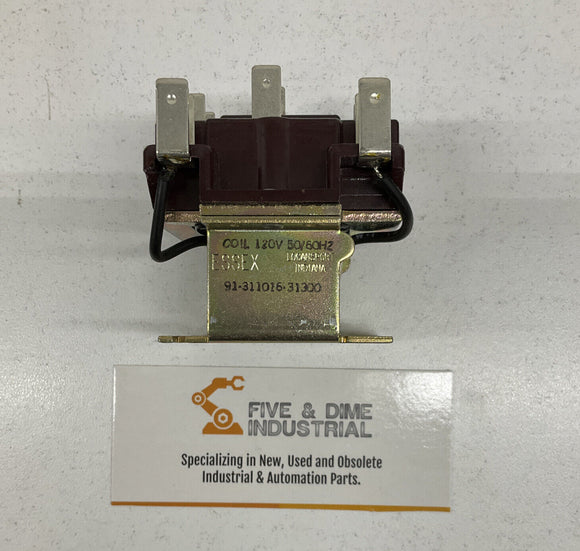 COIL 120V 50/60HZ
ESSEX
LOGANSPORT
INDIANA
91-311016-31300
FIVE & DIME
INDUSTRIAL
Specializing in New, Used and Obsolete
Industrial & Automation Parts.